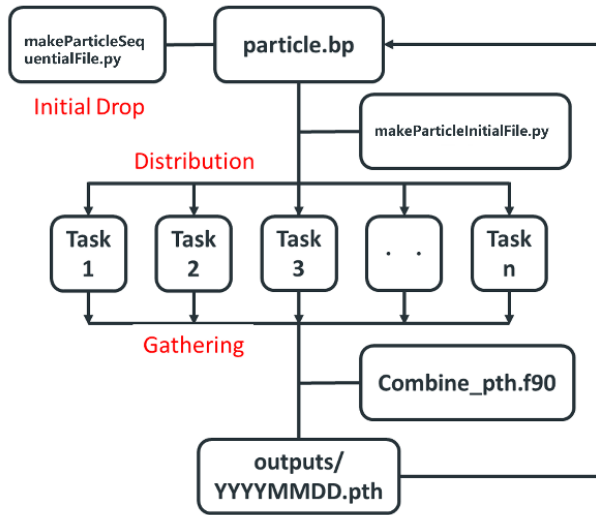 makeParticleSeq
uentialFile.py
particle.bp
Initial Drop
makeParticleInitialFile.py
Distribution
Task
1
Task
2
Task
3
. .
Task
n
Gathering
Combine_pth.f90
outputs/
YYYYMMDD.pth